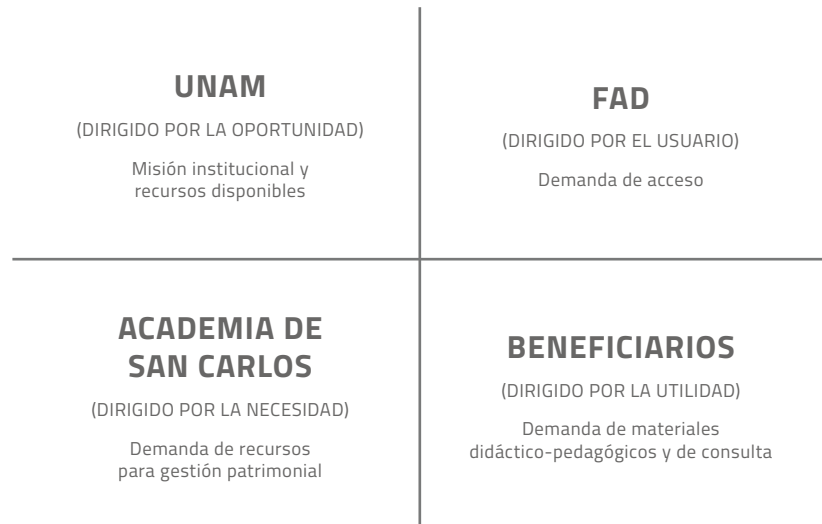 UNAM
(DIRIGIDO POR LA OPORTUNIDAD)
Misión institucional y
recursos disponibles
FAD
(DIRIGIDO POR EL USUARIO)
Demanda de acceso
ACADEMIA DE
SAN CARLOS
(DIRIGIDO POR LA NECESIDAD)
Demanda de recursos
para gestión patrimonial
BENEFICIARIOS
(DIRIGIDO POR LA UTILIDAD)
Demanda de materiales
didáctico-pedagógicos y de consulta